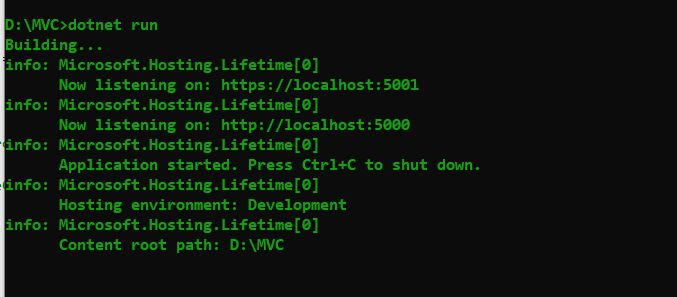 D:\MVC>dotnet run
Building...
info: Microsoft.Hosting.Lifetime[0]
      Now listening on: https://localhost:5001
info: Microsoft.Hosting.Lifetime[0]
      Now listening on: http://localhost:5000
info: Microsoft.Hosting.Lifetime[0]
      Application started. Press Ctrl+C to shut down.
info: Microsoft.Hosting.Lifetime[0]
      Hosting environment: Development
info: Microsoft.Hosting.Lifetime[0]
      Content root path: D:\MVC